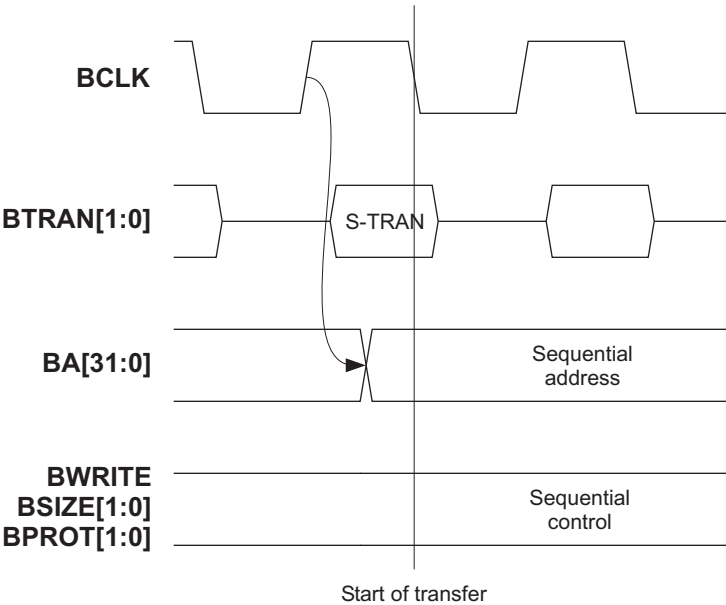 BCLK
BTRAN[1:0]
S-TRAN
BA[31:0]
Sequential
address
BWRITE
BSIZE[1:0]
BPROT[1:0]
Sequential
control
Start of transfer